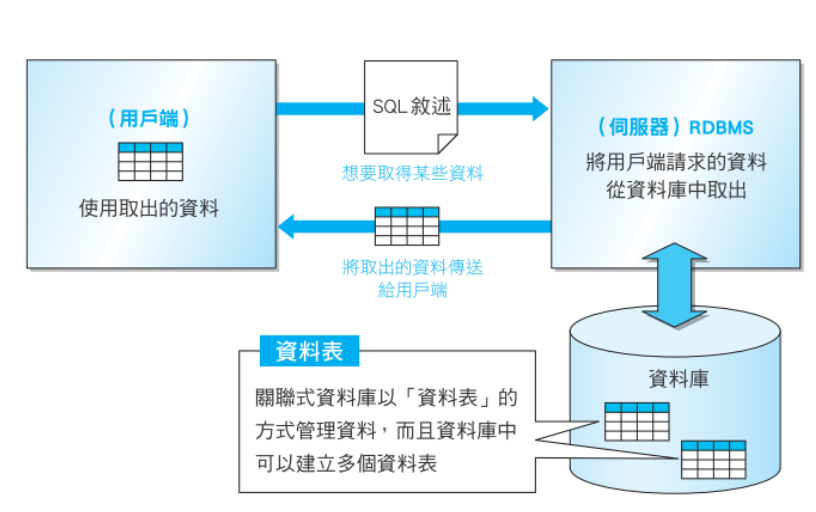 （用戶端）
使用取出的資料
SQL 敘述
想要取得某些資料
（伺服器）RDBMS
將用戶端請求的資料
從資料庫中取出
將取出的資料傳送
給用戶端
資料庫
資料表
關聯式資料庫以「資料表」的
方式管理資料，而且資料庫中
可以建立多個資料表